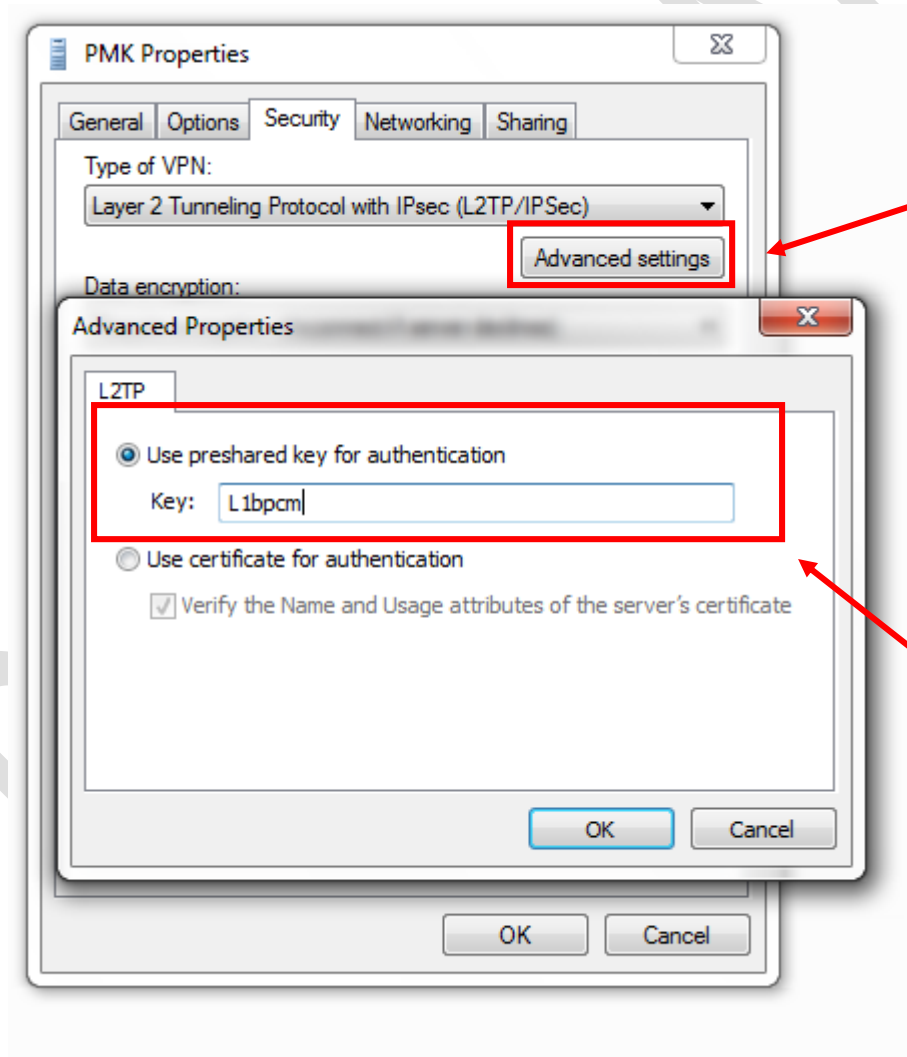 PMK Properties
General Options Security Networking Sharing
Type of VPN:
Layer 2 Tunneling Protocol with IPsec (L2TP/IPSec)
Advanced settings
Data encryption:
Advanced Properties
L2TP
Use preshared key for authentication
Key: L1bpcm
Use certificate for authentication
Verify the Name and Usage attributes of the server's certificate
OK Cancel
OK Cancel